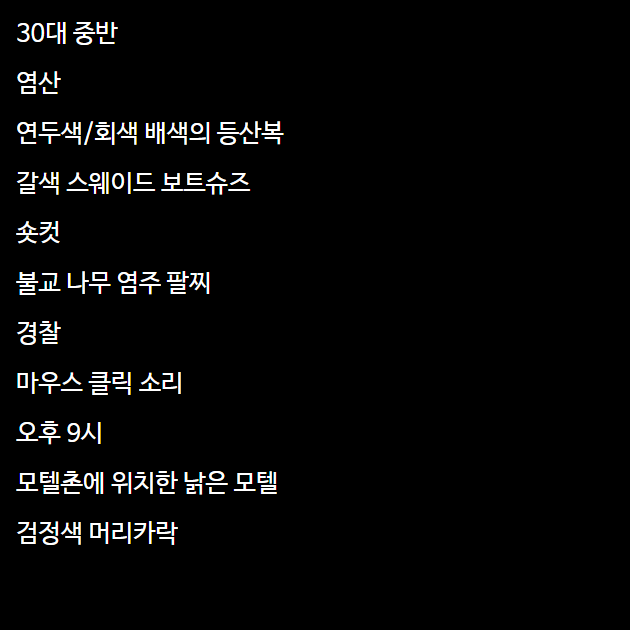 30대 중반
염산
연두색/회색 배색의 등산복
갈색 스웨이드 보트슈즈
숏컷
불교 나무 염주 팔찌
경찰
마우스 클릭 소리
오후 9시
모텔촌에 위치한 낡은 모텔
검정색 머리카락